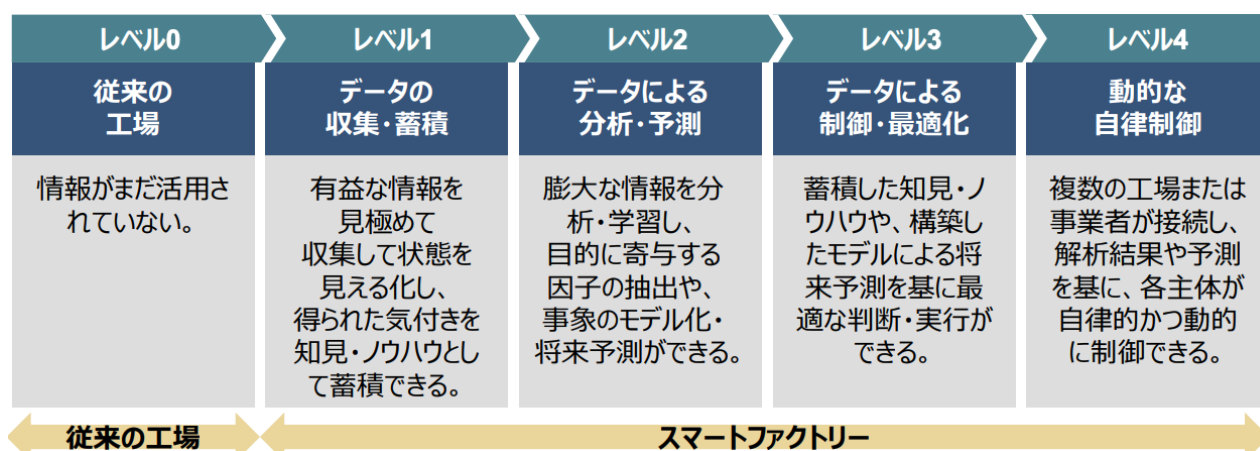 レベル0
レベル1
レベル2
レベル3
レベル4
従来の
工場
データの
収集・蓄積
データによる
分析・予測
データによる
制御・最適化
動的な
自律制御
情報がまだ活用さ
れていない。
有益な情報を
見極めて
収集して状態を
見える化し、
得られた気付きを
知見・ノウハウとし
て蓄積できる。
膨大な情報を分
析・学習し、
目的に寄与する
因子の抽出や、
事象のモデル化・
将来予測ができる。
蓄積した知見・ノ
ウハウや、構築し
たモデルによる将
来予測を基に最
適な判断・実行が
できる。
複数の工場または
事業者が接続し、
解析結果や予測
を基に、各主体が
自律的かつ動的
に制御できる。
従来の工場
スマートファクトリー